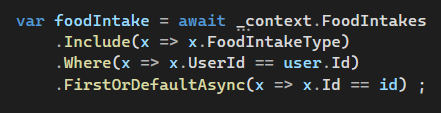 var foodIntake = await _context.FoodIntakes
.Include(x => x.FoodIntakeType)
.Where(x => x.UserId == user.Id)
.FirstOrDefaultAsync(x => x.Id == id) ;